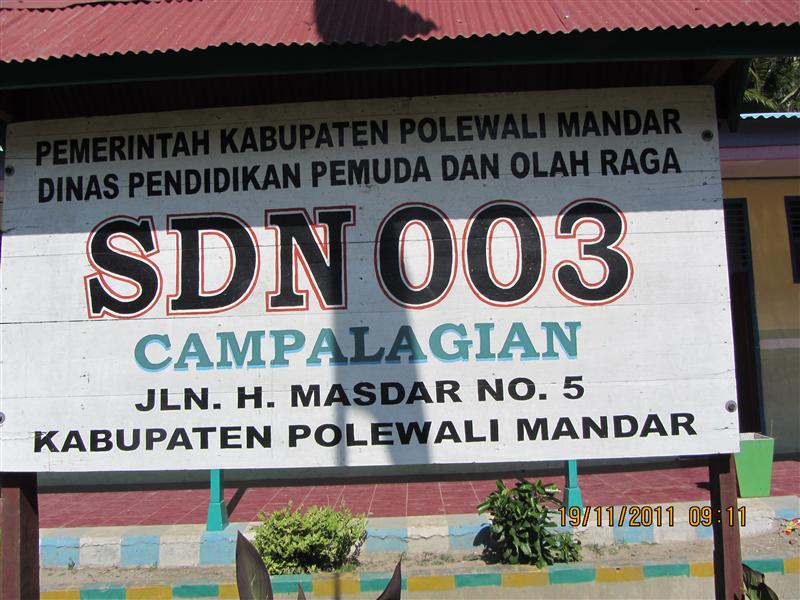 PEMERINTAH KABUPATEN POLEWALI MANDAR
DINAS PENDIDIKAN PEMUDA DAN OLAH RAGA
SDN 003
CAMPALAGIAN
JLN. H. MASDAR NO. 5
KABUPATEN POLEWALI MANDAR
19/11/2011 09:11